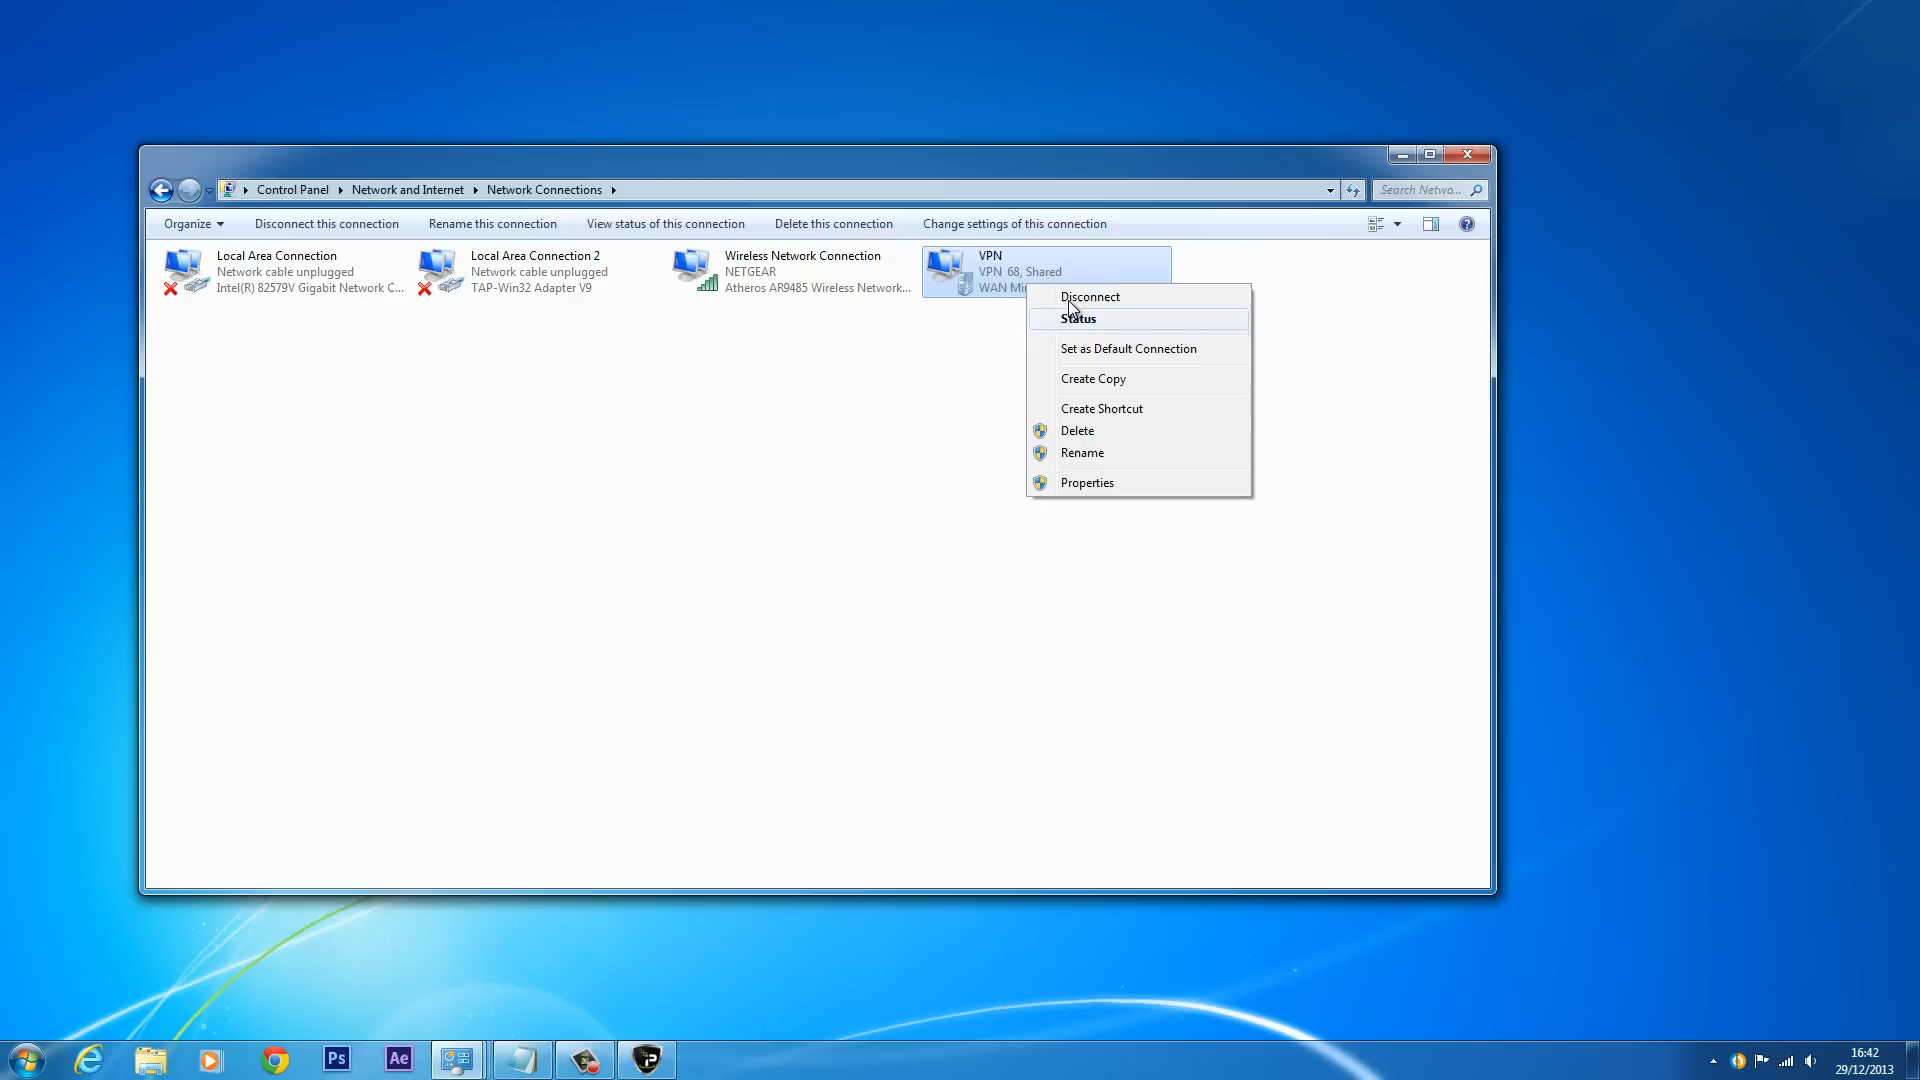 Control Panel Network and Internet Network Connections
Search Netwo...
Organize Disconnect this connection Rename this connection View status of this connection Delete this connection Change settings of this connection
Local Area Connection
Network cable unplugged
Intel(R) 82579V Gigabit Network C...
Local Area Connection 2
Network cable unplugged
TAP-Win32 Adapter V9
Wireless Network Connection
NETGEAR
Atheros AR9485 Wireless Network...
VPN
VPN 68, Shared
WAN
Disconnect
Status
Set as Default Connection
Create Copy
Create Shortcut
Delete
Rename
Properties
Ps
Ae
16:42
29/12/2013